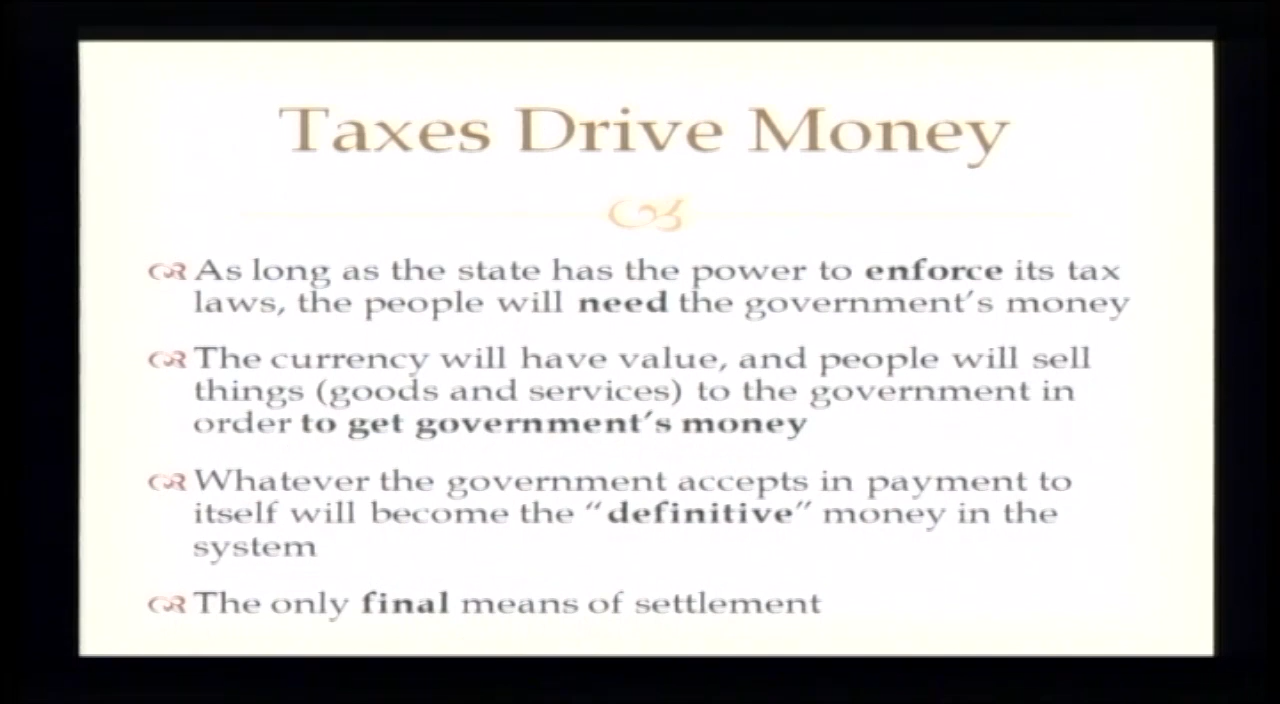 Taxes Drive Money
As long as the state has the power to enforce its tax
laws, the people will need the government's money
The currency will have value, and people will sell
things (goods and services) to the government in
order to get government's money
Whatever the government accepts in payment to
itself will become the “definitive” money in the
system
The only final means of settlement